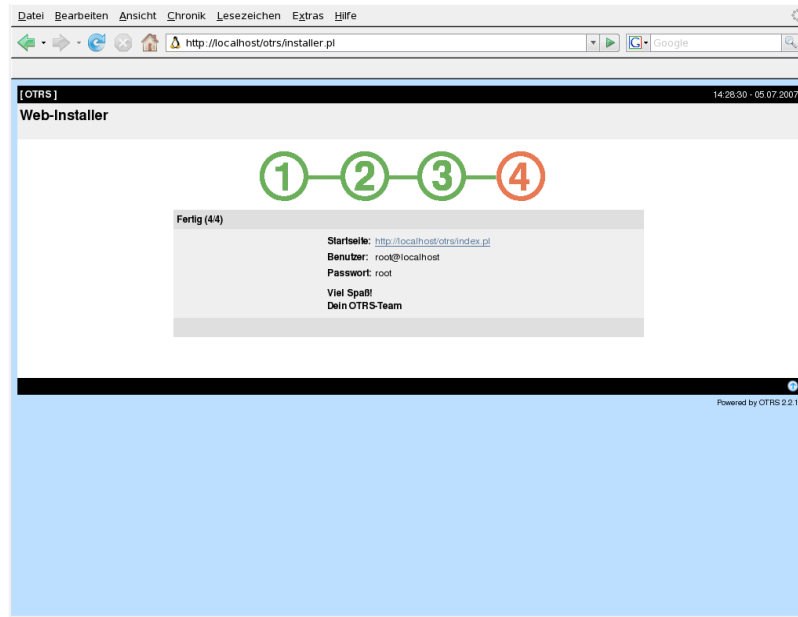 Datei Bearbeiten Ansicht Chronik Lesezeichen Extras Hilfe
http://localhost/otrs/installer.pl
G Google
[ OTRS ] 14:28:30 - 05.07.2007
Web-Installer
1 2 3 4
Fertig (4/4)
Startseite: http://localhost/otrs/index.pl
Benutzer: root@localhost
Passwort: root
Viel Spaß!
Dein OTRS-Team
Powered by OTRS 2.2.1